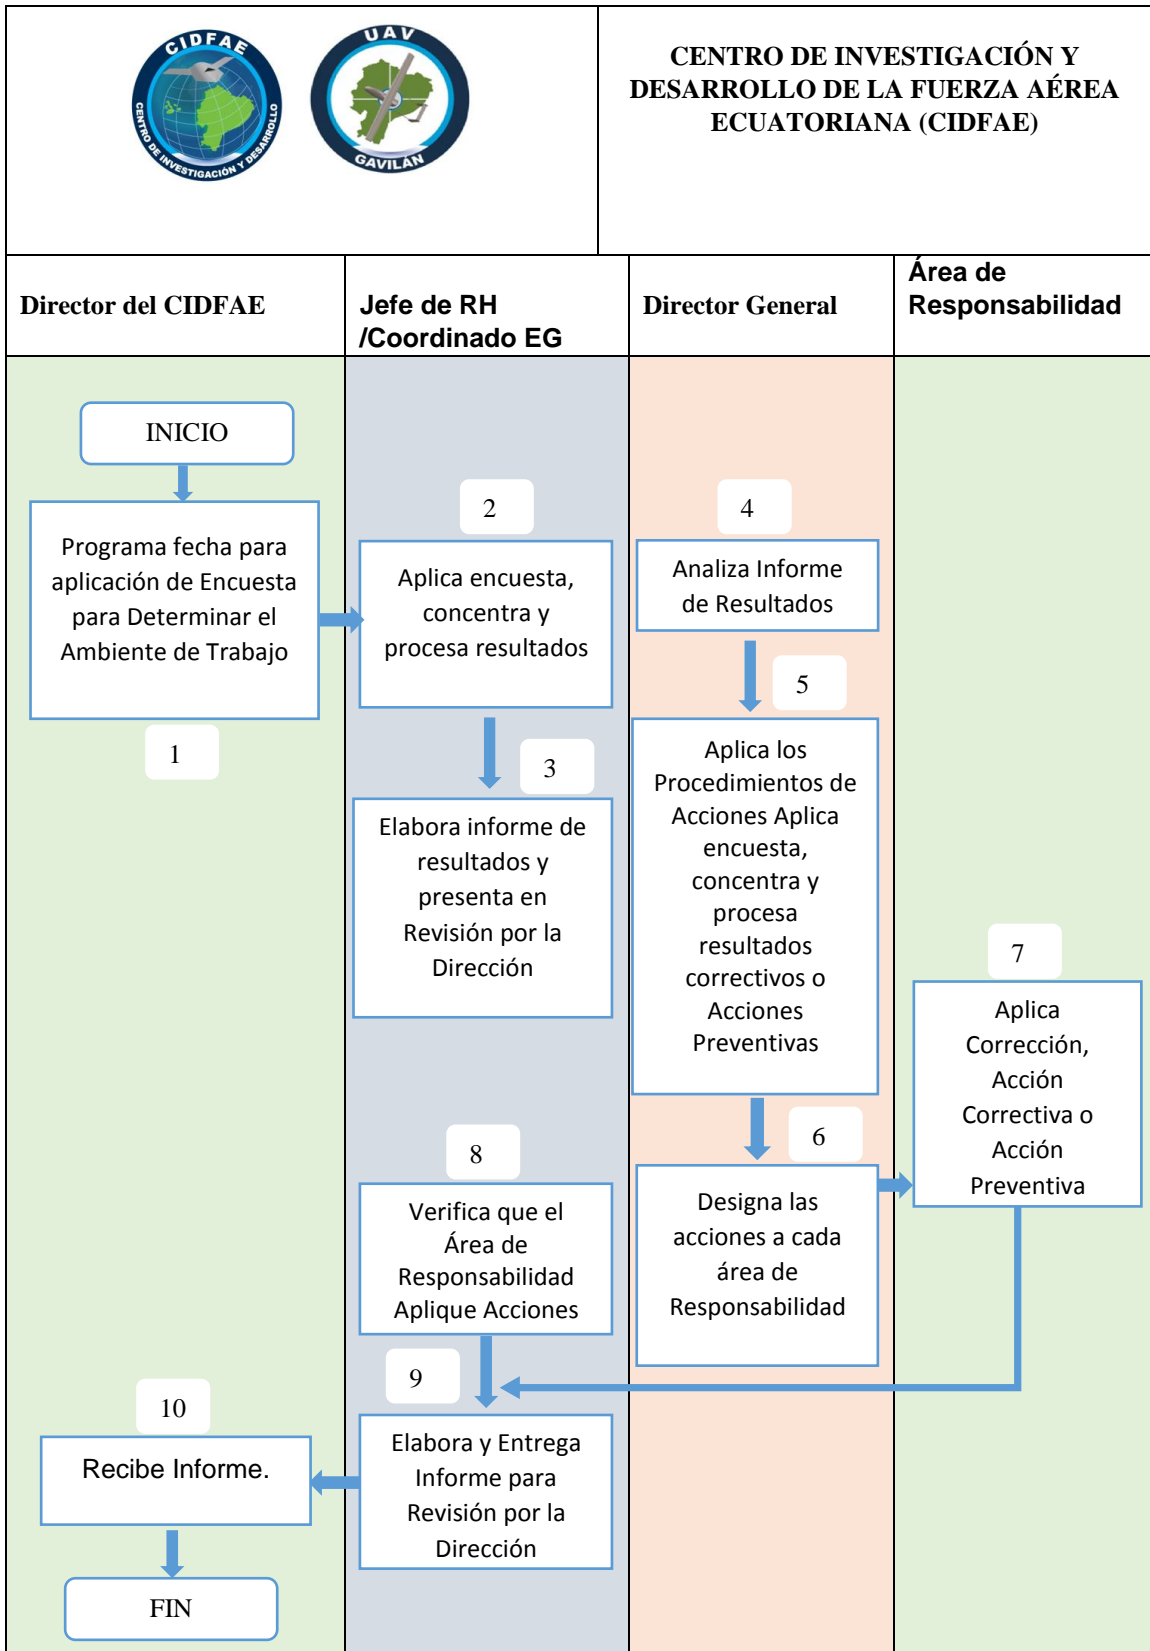 CIDFAE
CENTRO DE INVESTIGACIÓN Y DESARROLLO
UAV
GAVILÁN
CENTRO DE INVESTIGACIÓN Y
DESARROLLO DE LA FUERZA AÉREA
ECUATORIANA (CIDFAE)
Director del CIDFAE
Jefe de RH
/Coordinado EG
Director General
Área de
Responsabilidad
INICIO
Programa fecha para
aplicación de Encuesta
para Determinar el
Ambiente de Trabajo
1
2
Aplica encuesta,
concentra y
procesa resultados
3
Elabora informe de
resultados y
presenta en
Revisión por la
Dirección
4
Analiza Informe
de Resultados
5
Aplica los
Procedimientos de
Acciones Aplica
encuesta,
concentra y
procesa
resultados
correctivos o
Acciones
Preventivas
6
Designa las
acciones a cada
área de
Responsabilidad
7
Aplica
Corrección,
Acción
Correctiva o
Acción
Preventiva
8
Verifica que el
Área de
Responsabilidad
Aplique Acciones
9
Elabora y Entrega
Informe para
Revisión por la
Dirección
10
Recibe Informe.
FIN